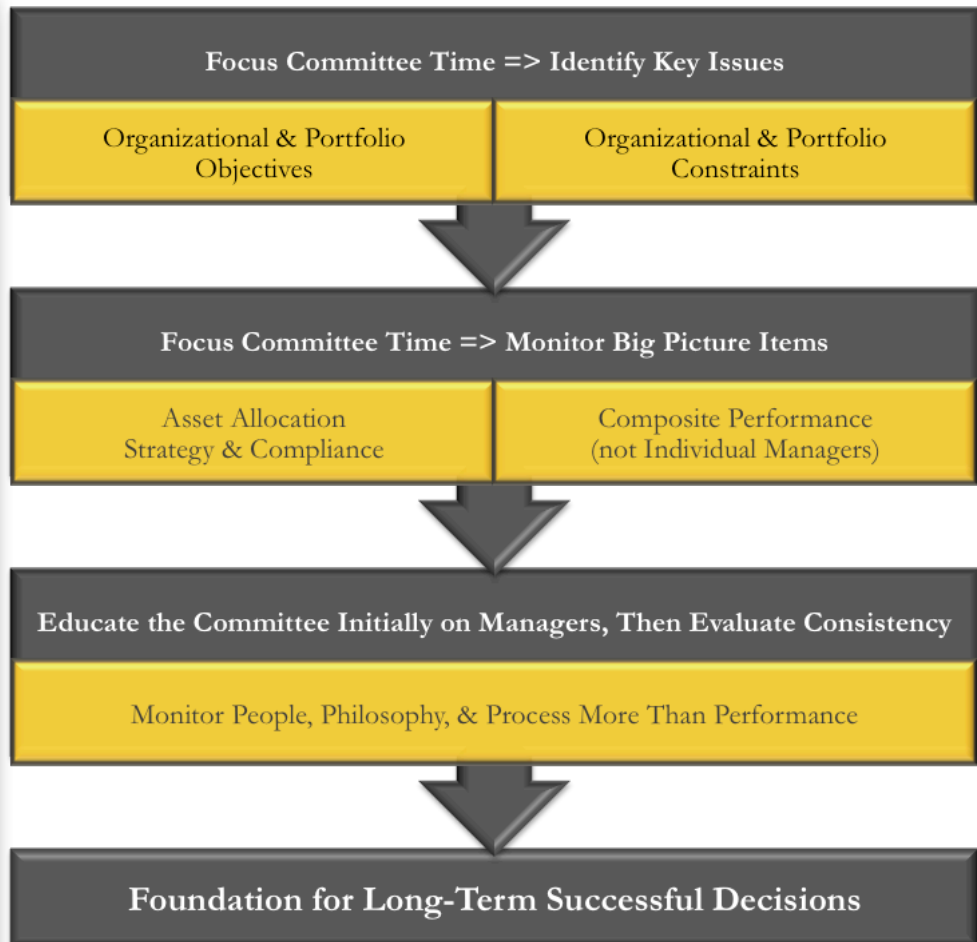 Focus Committee Time => Identify Key Issues
Organizational & Portfolio
Objectives
Organizational & Portfolio
Constraints
Focus Committee Time => Monitor Big Picture Items
Asset Allocation
Strategy & Compliance
Composite Performance
(not Individual Managers)
Educate the Committee Initially on Managers, Then Evaluate Consistency
Monitor People, Philosophy, & Process More Than Performance
Foundation for Long-Term Successful Decisions